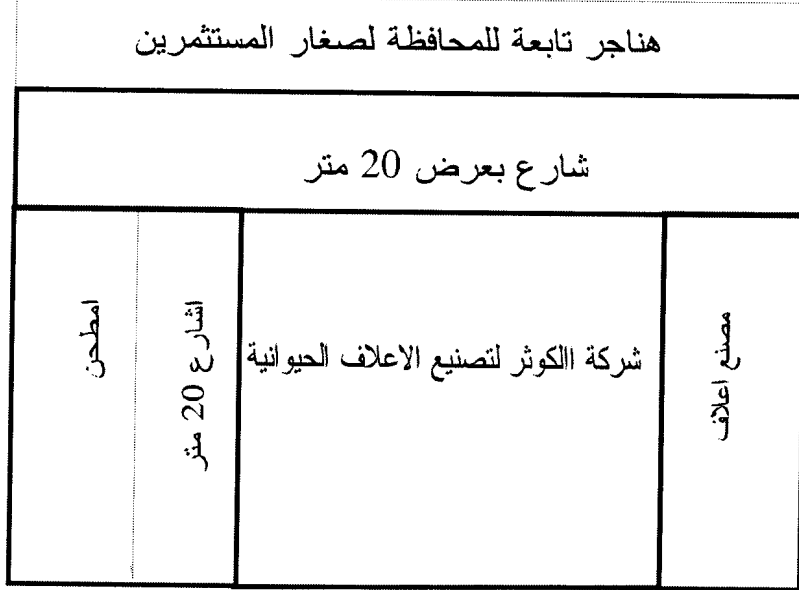 هناجر تابعة للمحافظة لصغار المستثمرين
شارع بعرض 20 متر
مصنع اعلاف
شركة االكوثر لتصنيع الاعلاف الحيوانية
اشارع 20 متر
امطحن